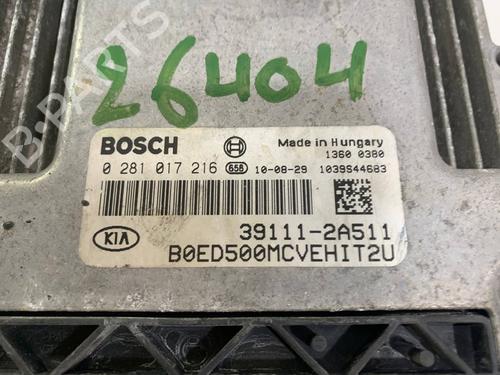 26404
BOSCH
Made in Hungary
1360 0380
0 281 017 216 658 10-08-29 1039S44683
39111-2A511
KIA
B0ED500MCVEHIT2U
B-PARTS